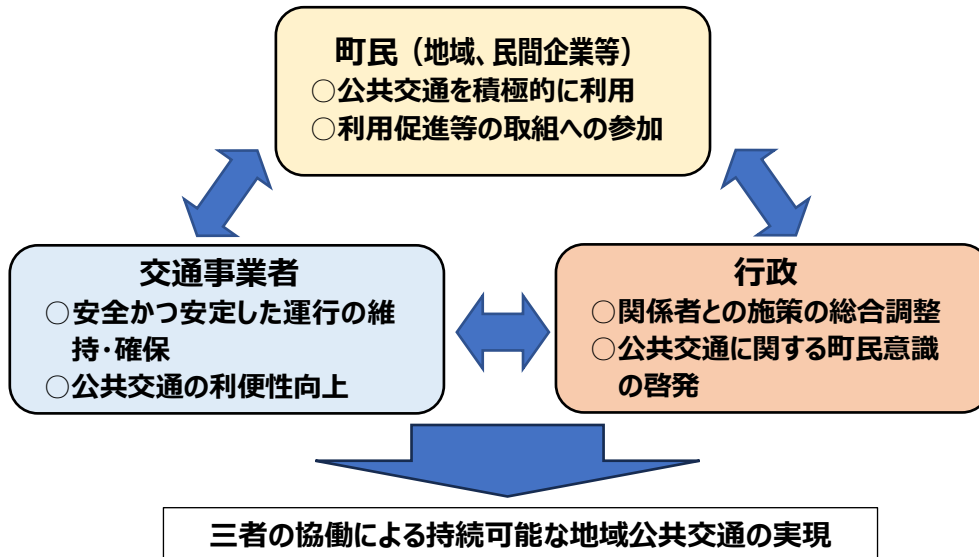 町民（地域、民間企業等）
○公共交通を積極的に利用
○利用促進等の取組への参加
交通事業者
○安全かつ安定した運行の維
持・確保
○公共交通の利便性向上
行政
○関係者との施策の総合調整
○公共交通に関する町民意識
の啓発
三者の協働による持続可能な地域公共交通の実現